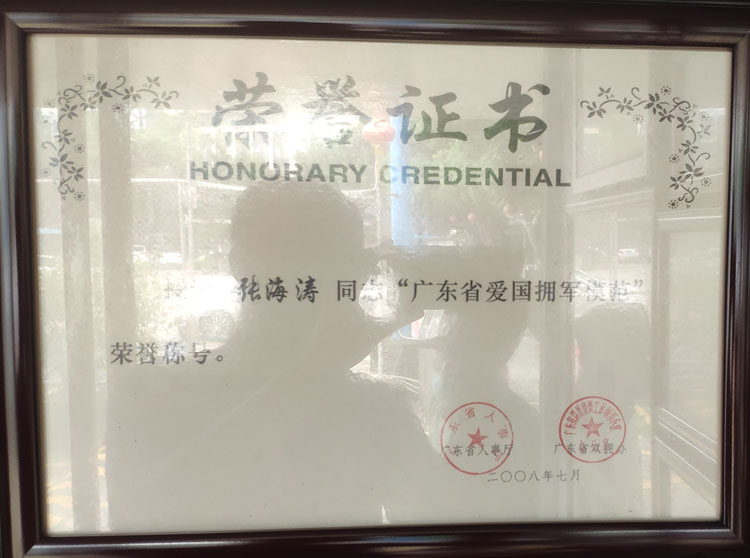 荣誉证书
HONORARY CREDENTIAL
授 张海涛 同志“广东省爱国拥军模范”
荣誉称号。
广东省人事厅 广东省双拥办
二〇〇八年七月